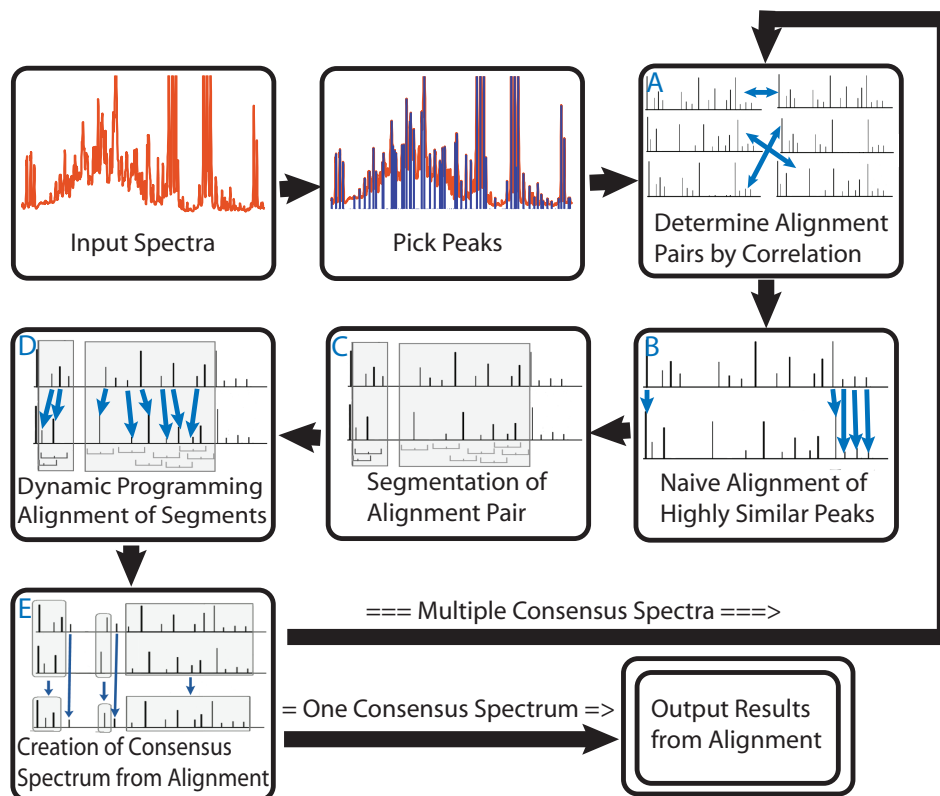 Input Spectra
Pick Peaks
A
Determine Alignment
Pairs by Correlation
B
Naive Alignment of
Highly Similar Peaks
C
Segmentation of
Alignment Pair
D
Dynamic Programming
Alignment of Segments
E
Creation of Consensus
Spectrum from Alignment
=== Multiple Consensus Spectra ===>
= One Consensus Spectrum =>
Output Results
from Alignment